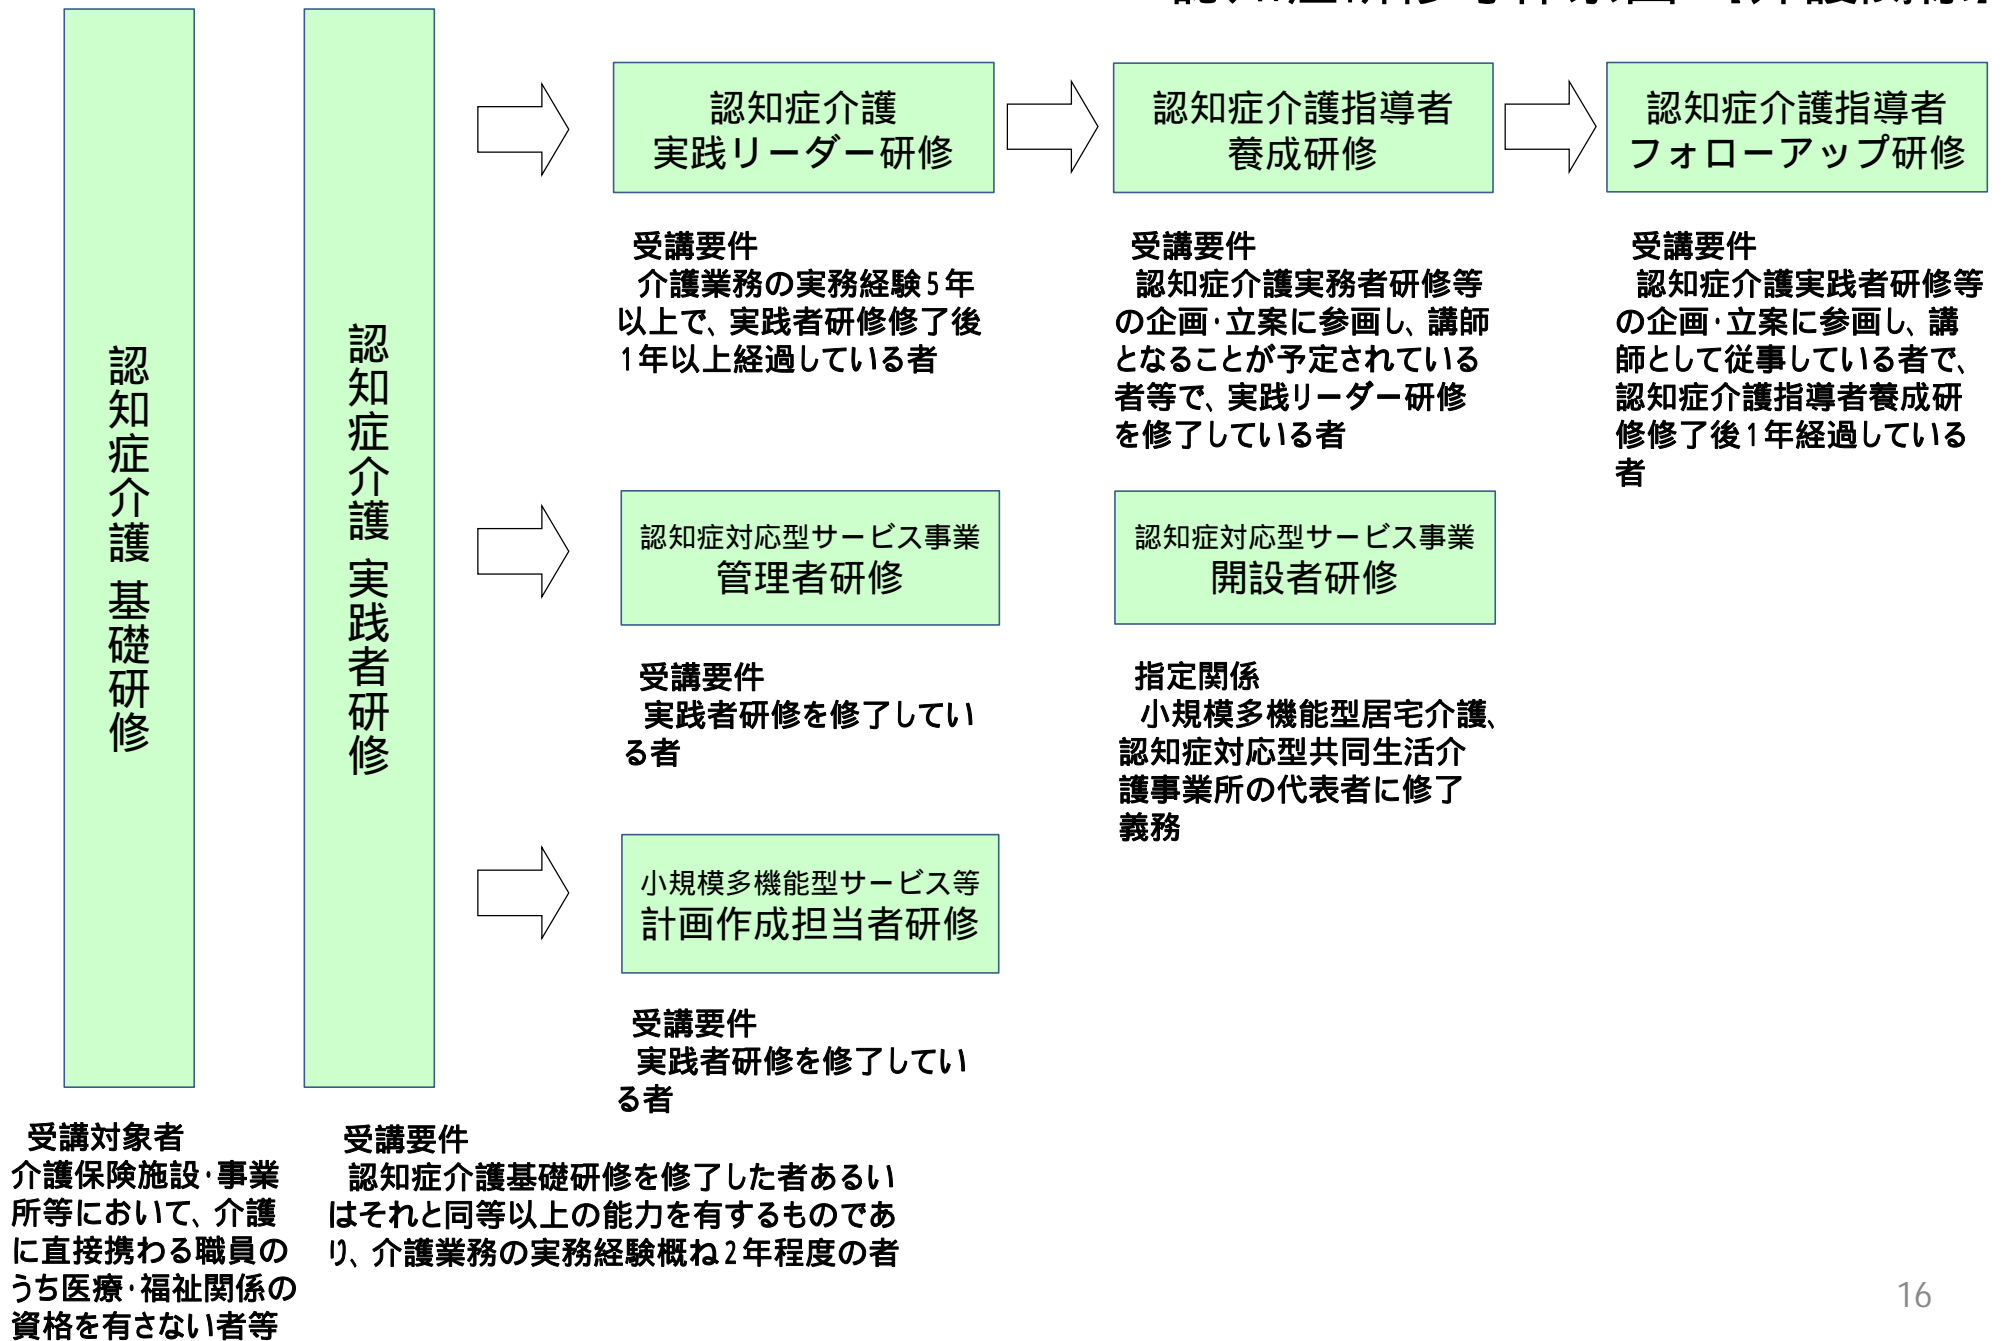 認知症介護 基礎研修
認知症介護 実践者研修
認知症介護
実践リーダー研修
認知症介護指導者
養成研修
認知症介護指導者
フォローアップ研修
受講要件
介護業務の実務経験5年
以上で、実践者研修修了後
1年以上経過している者
受講要件
認知症介護実務者研修等
の企画・立案に参画し、講師
となることが予定されている
者等で、実践リーダー研修
を修了している者
受講要件
認知症介護実践者研修等
の企画・立案に参画し、講
師として従事している者で、
認知症介護指導者養成研
修修了後1年経過している
者
認知症対応型サービス事業
管理者研修
認知症対応型サービス事業
開設者研修
受講要件
実践者研修を修了してい
る者
指定関係
小規模多機能型居宅介護、
認知症対応型共同生活介
護事業所の代表者に修了
義務
小規模多機能型サービス等
計画作成担当者研修
受講要件
実践者研修を修了してい
る者
受講対象者
介護保険施設・事業
所等において、介護
に直接携わる職員の
うち医療・福祉関係の
資格を有さない者等
受講要件
認知症介護基礎研修を修了した者あるい
はそれと同等以上の能力を有するものであ
り、介護業務の実務経験概ね2年程度の者
16